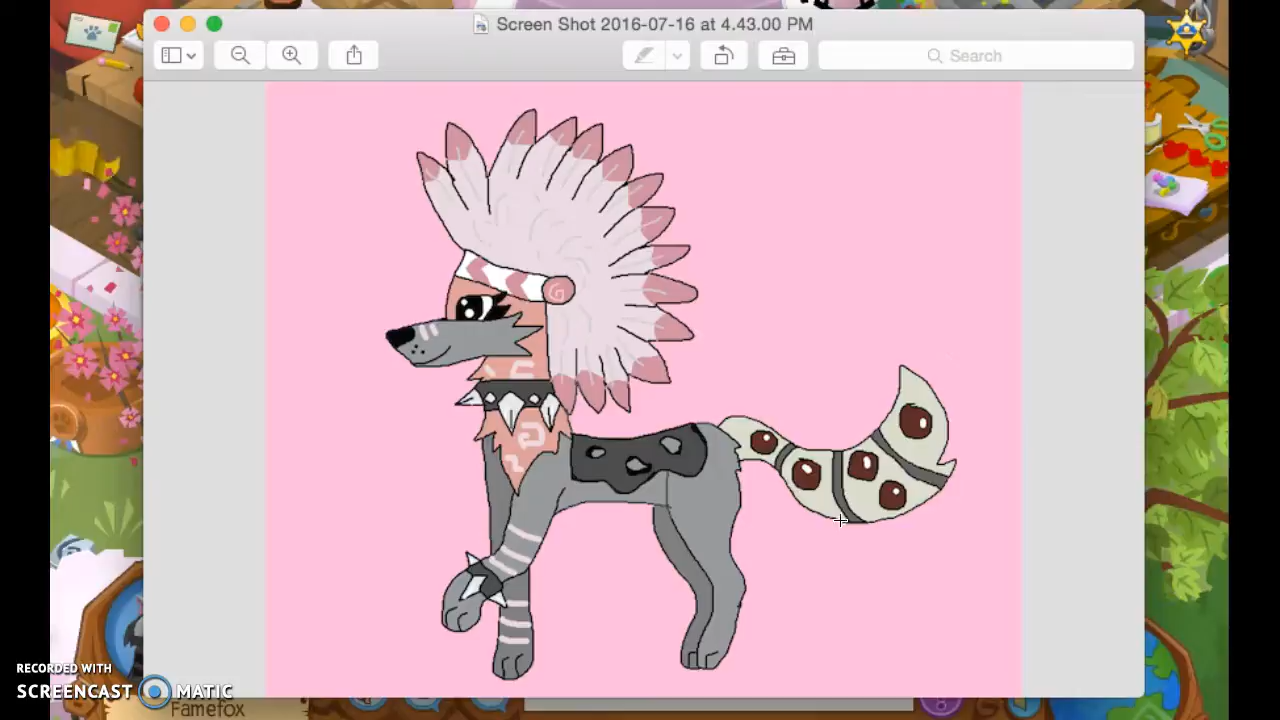 Screen Shot 2016-07-16 at 4.43.00 PM
Search
RECORDED WITH
SCREENCAST MATIC
Famefox